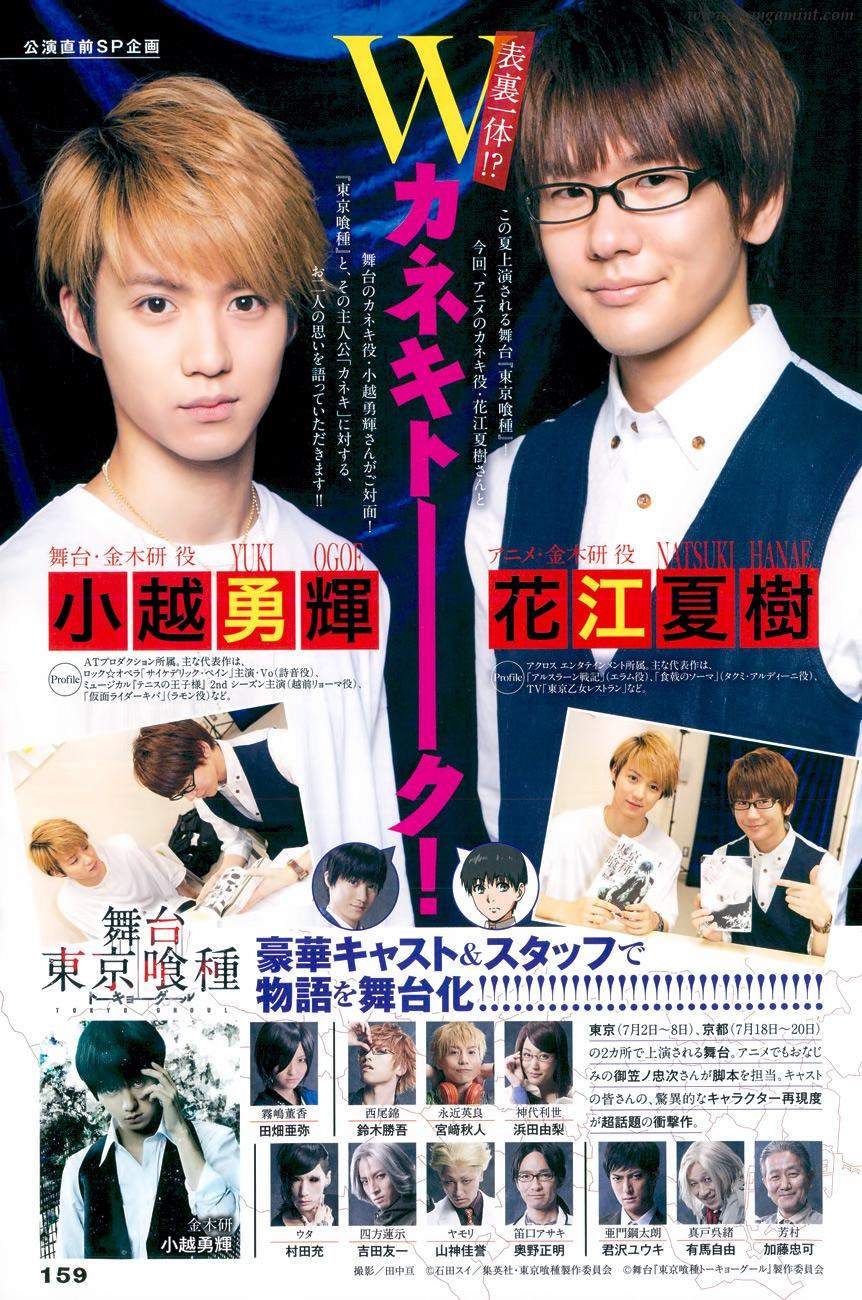 www.mangamint.com
公演直前SP企画
表裏一体!?
Wカネキトーーーク!
この夏上演される舞台『東京喰種』!
今回、アニメのカネキ役・花江夏樹さんと
舞台のカネキ役・小越勇輝さんがご対面!
『東京喰種』と、その主人公「カネキ」に対する、
お二人の思いを語っていただきます!!
舞台・金木研 役 YUKI OGOE
小越勇輝
Profile
ATプロダクション所属。主な代表作は、
ロック☆オペラ「サイケデリック・ペイン」主演・Vo(詩音役)、
ミュージカル『テニスの王子様』2nd シーズン主演(越前リョーマ役)、
「仮面ライダーキバ」(ラモン役)など。
アニメ・金木研 役 NATSUKI HANAE
花江夏樹
Profile
アクロス エンタテインメント所属。主な代表作は、
「アルスラーン戦記」(エラム役)、「食戟のソーマ」(タクミ・アルディーニ役)、
TV「東京乙女レストラン」など。
舞台
東京喰種
トーキョーグール
TOKYO GHOUL
豪華キャスト&スタッフで
物語を舞台化!!!!!!!!!!!!!!!!!!!!
東京(7月2日〜8日)、京都(7月18日〜20日)
の2カ所で上演される舞台。アニメでもおなじ
みの御笠ノ忠次さんが脚本を担当。キャスト
の皆さんの、驚異的なキャラクター再現度
が超話題の衝撃作。
金木研
小越勇輝
霧嶋董香
田畑亜弥
西尾錦
鈴木勝吾
永近英良
宮﨑秋人
神代利世
浜田由梨
ウタ
村田充
四方蓮示
吉田友一
ヤモリ
山神佳誉
笛口アサキ
奥野正明
亜門鋼太朗
君沢ユウキ
真戸呉緒
有馬自由
芳村
加藤忠可
159
撮影/田中亘 ©石田スイ/集英社・東京喰種製作委員会 ©舞台『東京喰種トーキョーグール』製作委員会